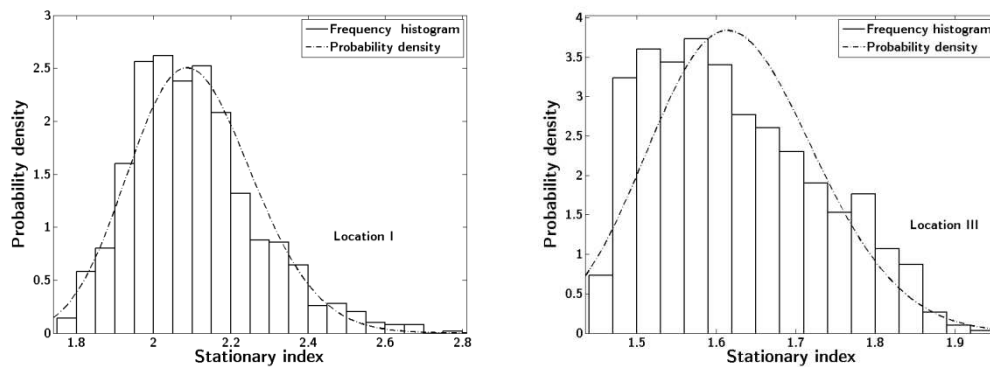 Probability density
3
2.5
2
1.5
1
0.5
0
Frequency histogram
Probability density
Location I
1.8
2
2.2
2.4
2.6
2.8
Stationary index
Probability density
4
3.5
3
2.5
2
1.5
1
0.5
0
Frequency histogram
Probability density
Location III
1.5
1.6
1.7
1.8
1.9
Stationary index